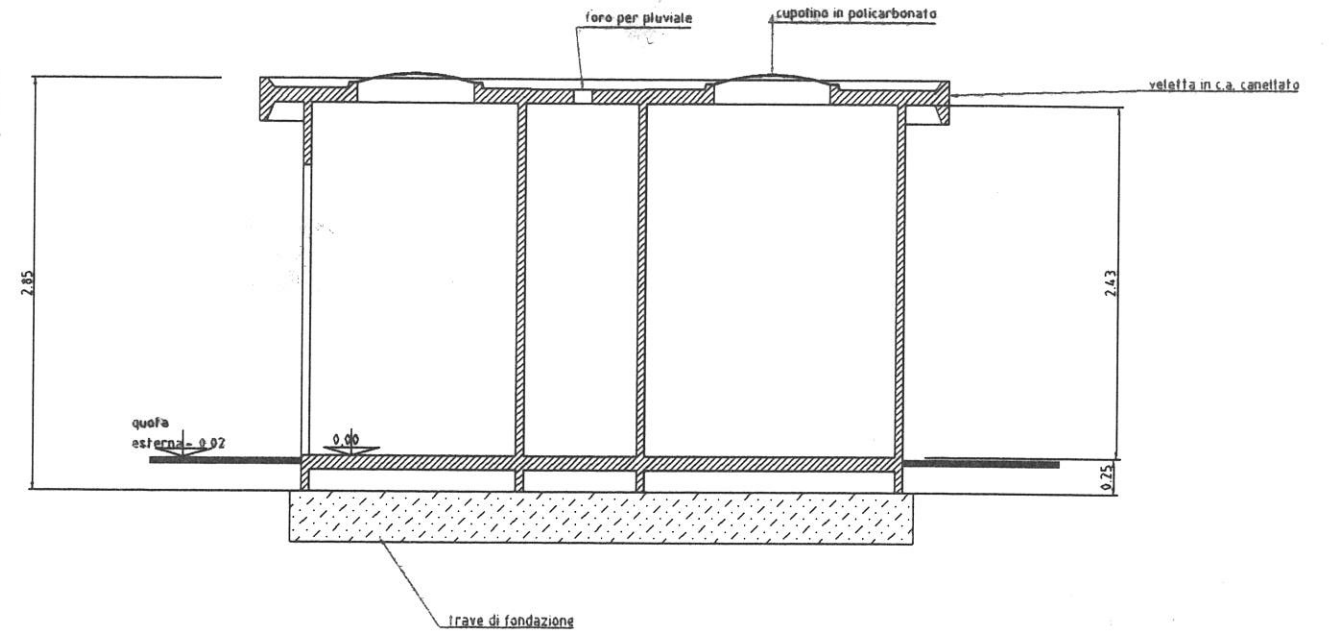 foro per pluviale
cupolino in policarbonato
veletta in c.a. canettato
2.85
2.43
quota
esterna - 0.02
0.00
0.25
trave di fondazione